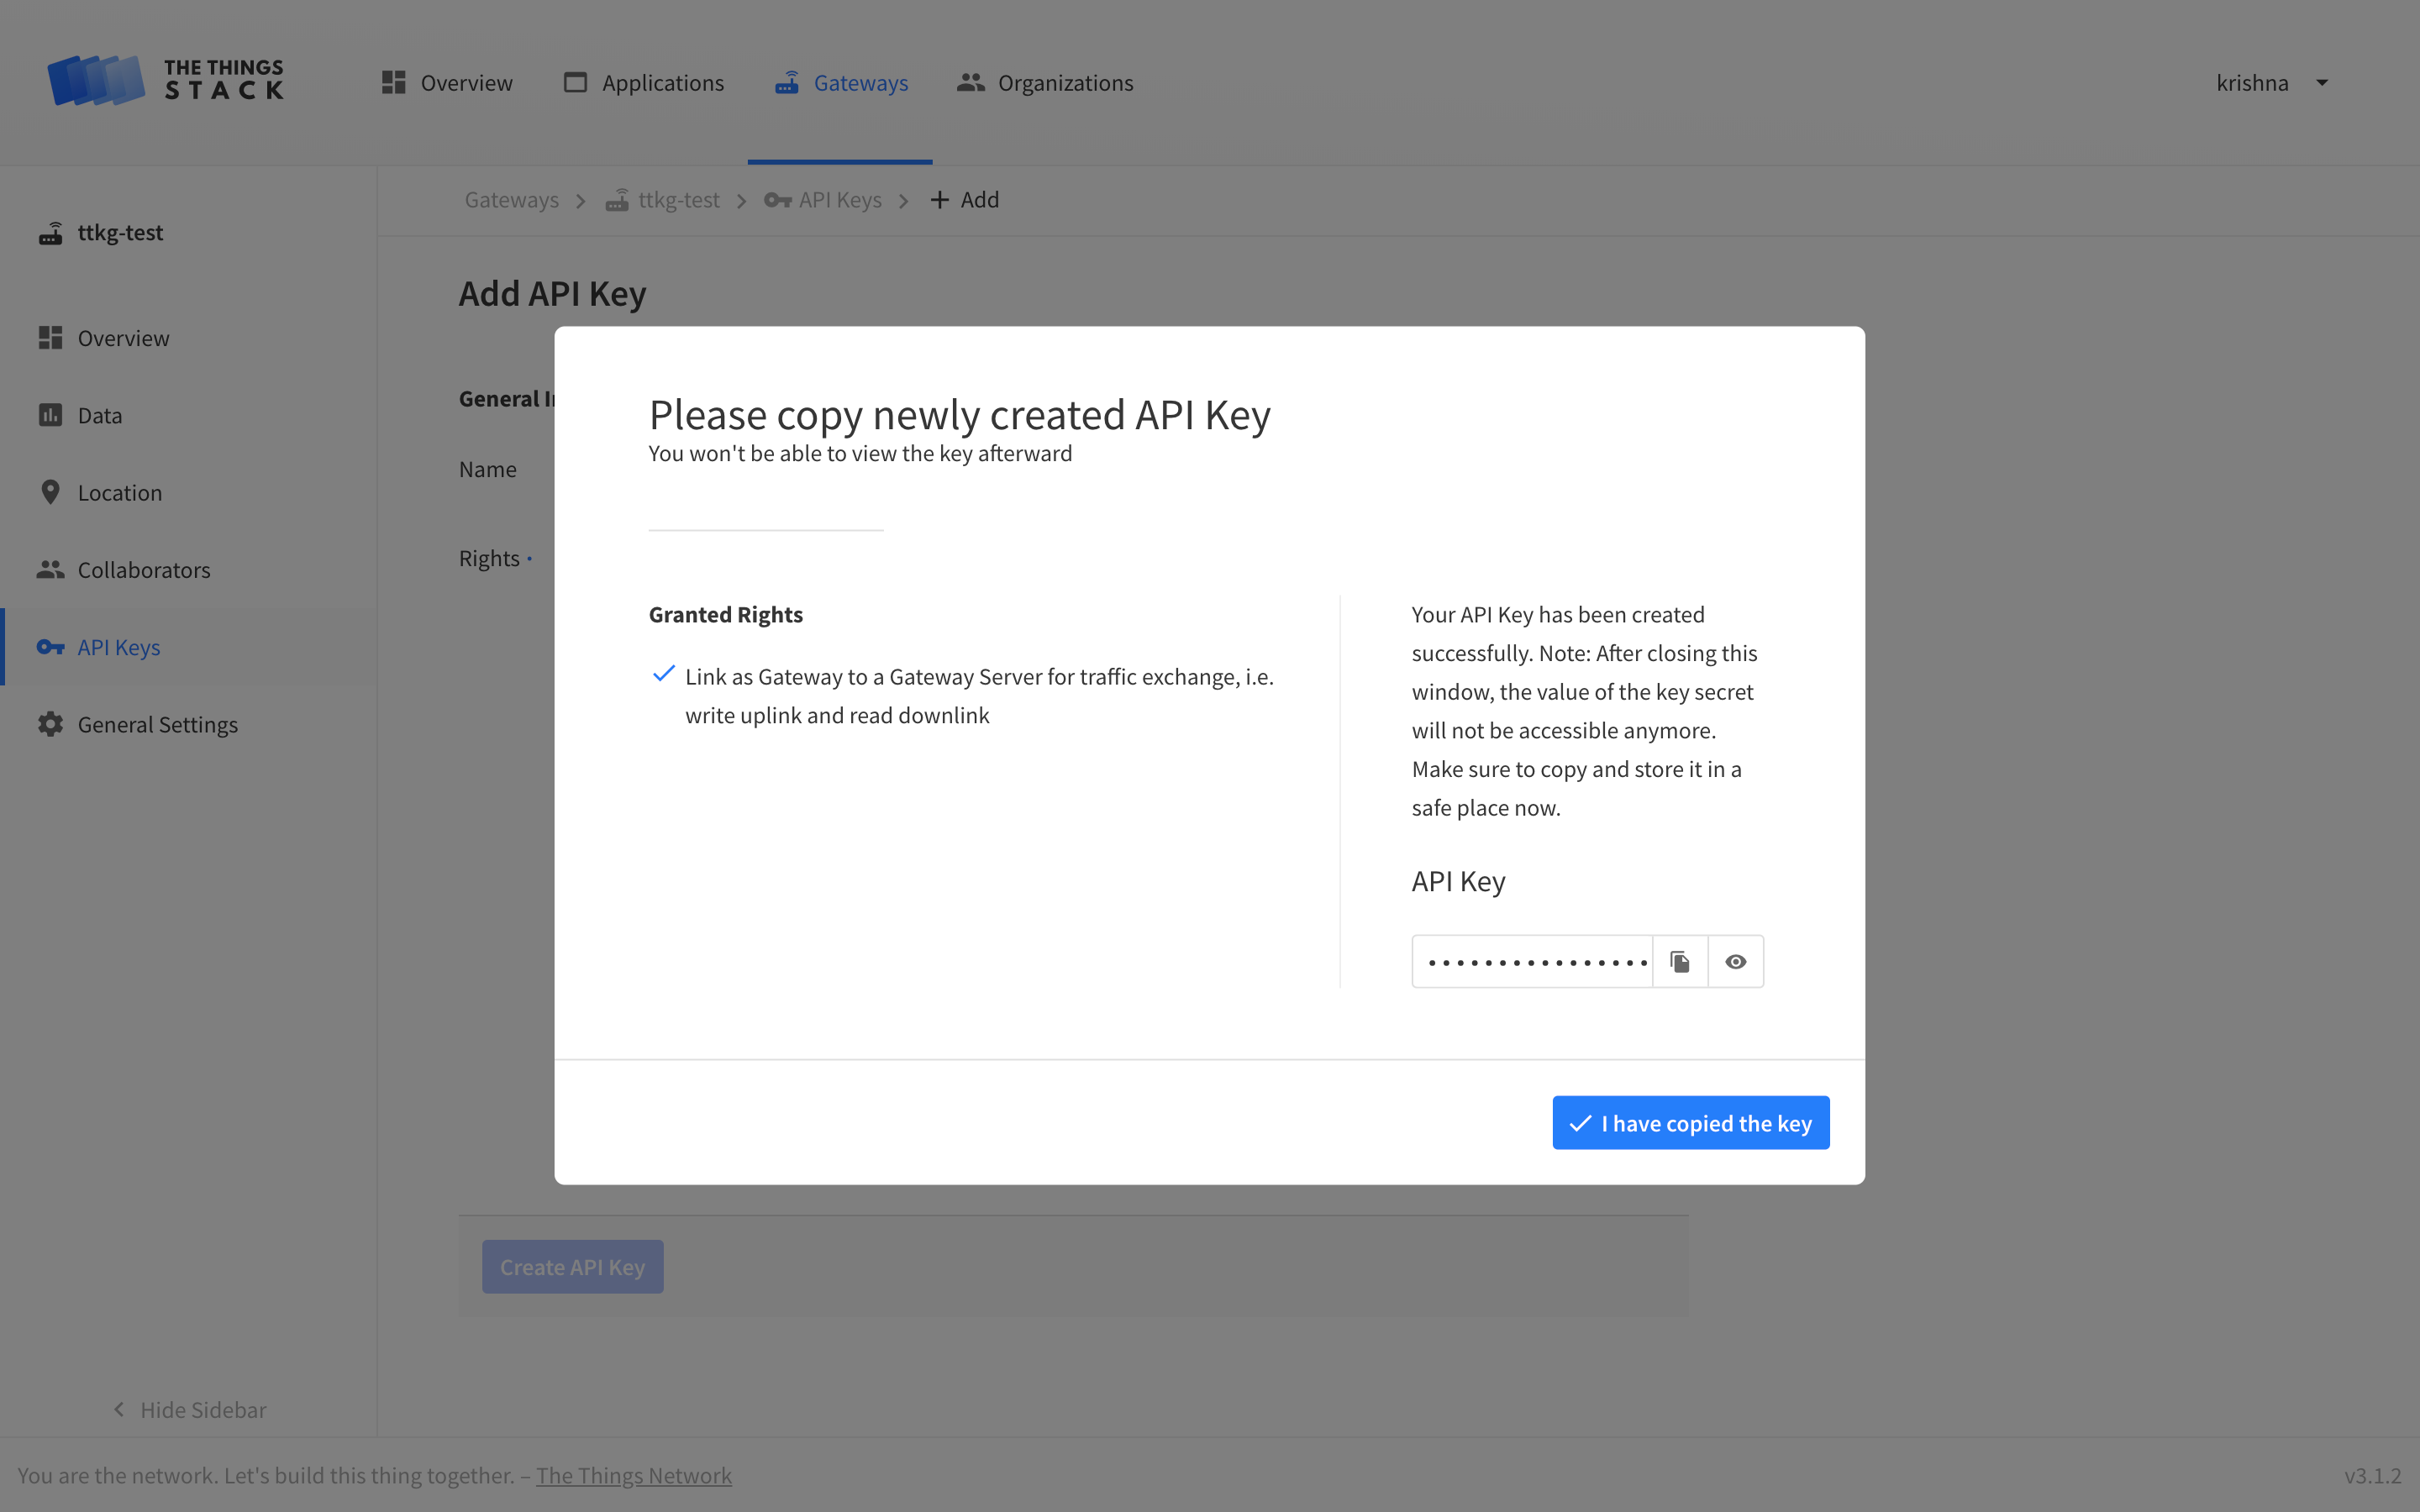 THE THINGS
STACK
Overview
Applications
Gateways
Organizations
krishna
Gateways
ttkg-test
API Keys
Add
ttkg-test
Overview
Data
Location
Collaborators
API Keys
General Settings
Hide Sidebar
Add API Key
General
Name
Rights
Please copy newly created API Key
You won't be able to view the key afterward
Granted Rights
Link as Gateway to a Gateway Server for traffic exchange, i.e.
write uplink and read downlink
Your API Key has been created
successfully. Note: After closing this
window, the value of the key secret
will not be accessible anymore.
Make sure to copy and store it in a
safe place now.
API Key
I have copied the key
Create API Key
You are the network. Let's build this thing together. – The Things Network
v3.1.2